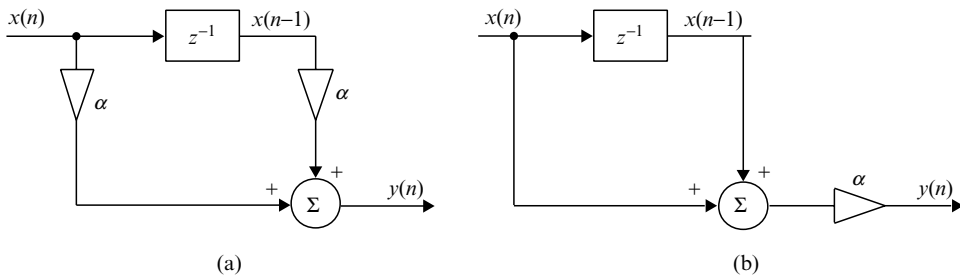 x(n) x(n−1) x(n) x(n−1)
z⁻¹ z⁻¹
α α
+ + α
+ Σ y(n) + Σ y(n)
(a) (b)